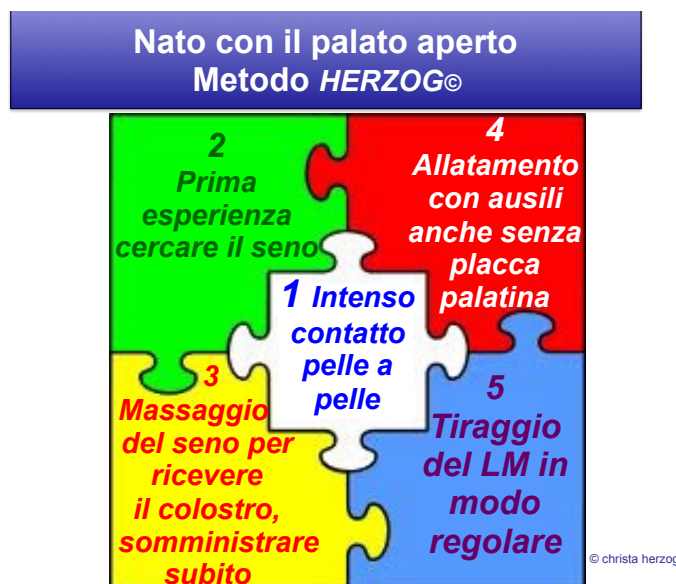 Nato con il palato aperto
Metodo HERZOG©
2
Prima
esperienza
cercare il seno
4
Allatamento
con ausili
anche senza
placca
palatina
1 Intenso
contatto
pelle a
pelle
3
Massaggio
del seno per
ricevere
il colostro,
somministrare
subito
5
Tiraggio
del LM in
modo
regolare
© christa herzog